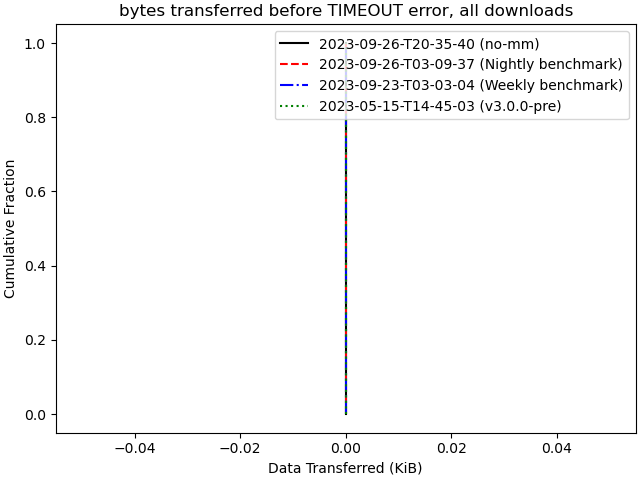 bytes transferred before TIMEOUT error, all downloads
2023-09-26-T20-35-40 (no-mm)
2023-09-26-T03-09-37 (Nightly benchmark)
2023-09-23-T03-03-04 (Weekly benchmark)
2023-05-15-T14-45-03 (v3.0.0-pre)
Cumulative Fraction
1.0
0.8
0.6
0.4
0.2
0.0
−0.04 −0.02 0.00 0.02 0.04
Data Transferred (KiB)